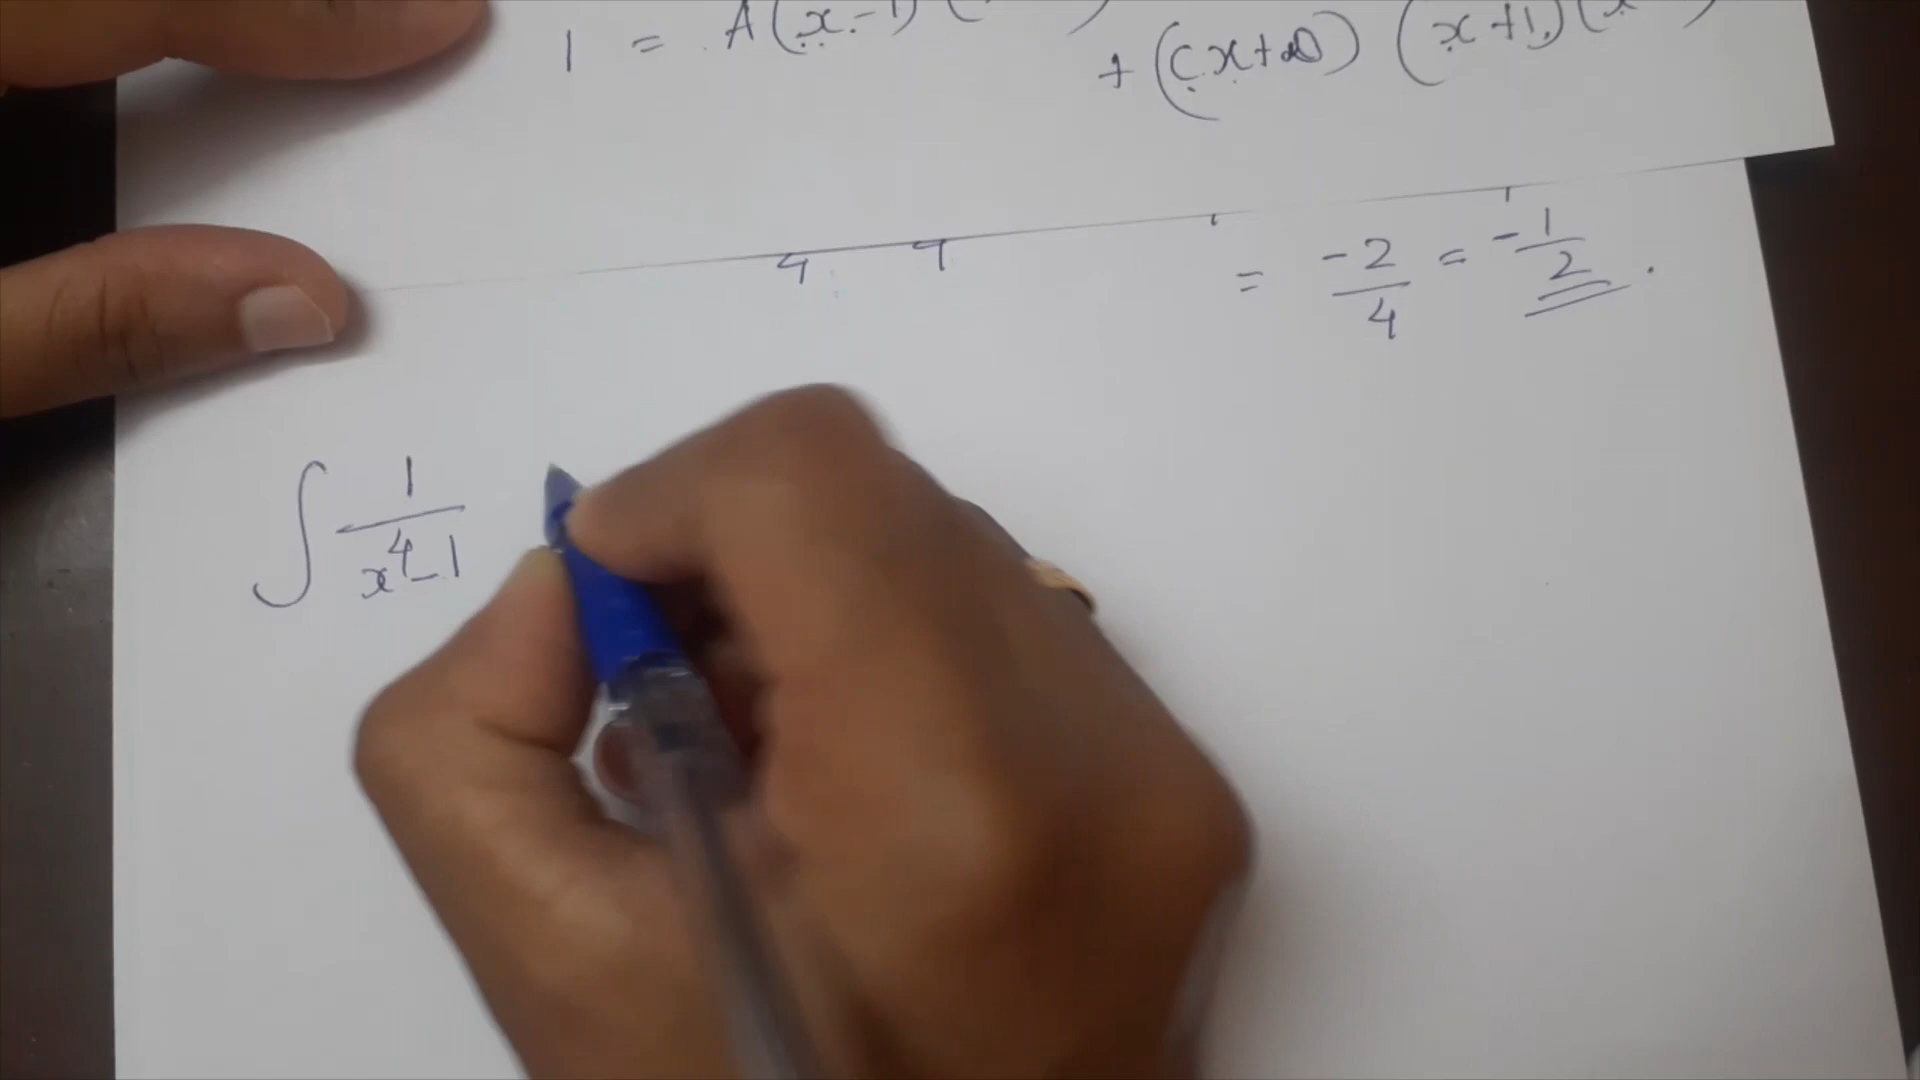 1 = A(x-1)(
+ (Cx+D) (x+1)(x
4 4
= -2/4 = -1/2 .
∫ 1/x⁴-1